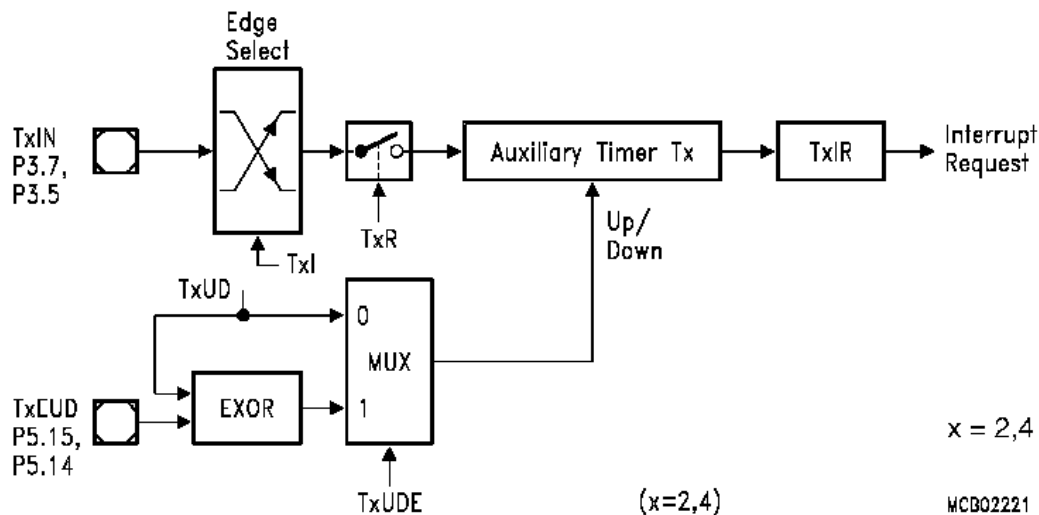 Edge
Select
TxIN
P3.7,
P3.5
Auxiliary Timer Tx
TxIR
Interrupt
Request
TxR
Up/
Down
TxI
TxUD
0
MUX
1
EXOR
TxEUD
P5.15,
P5.14
TxUDE
(x=2,4)
x = 2,4
MCB02221